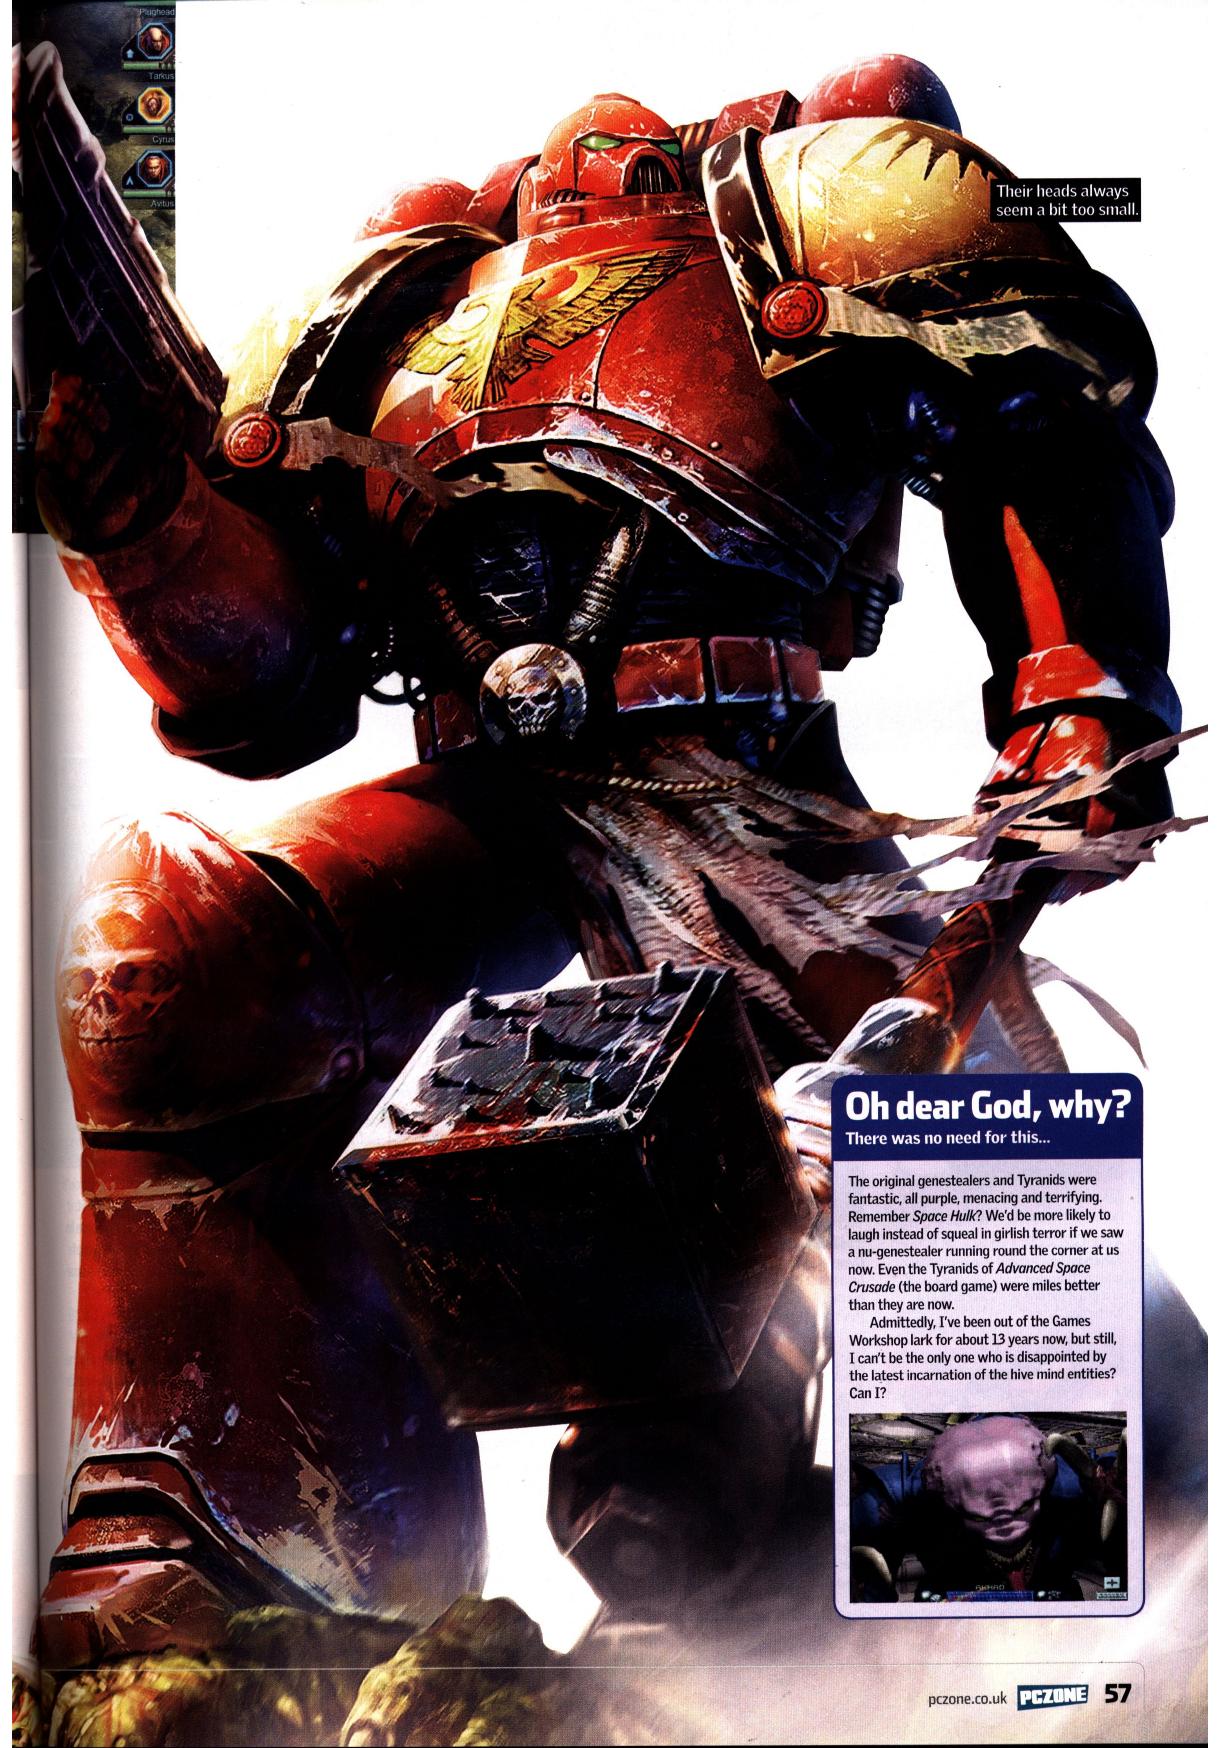 Plughead
Tarkus
Cyrus
Avitus
Their heads always
seem a bit too small.
Oh dear God, why?
There was no need for this...
The original genestealers and Tyranids were
fantastic, all purple, menacing and terrifying.
Remember Space Hulk? We'd be more likely to
laugh instead of squeal in girlish terror if we saw
a nu-genestealer running round the corner at us
now. Even the Tyranids of Advanced Space
Crusade (the board game) were miles better
than they are now.
Admittedly, I've been out of the Games
Workshop lark for about 13 years now, but still,
I can't be the only one who is disappointed by
the latest incarnation of the hive mind entities?
Can I?
pczone.co.uk PCZONE 57